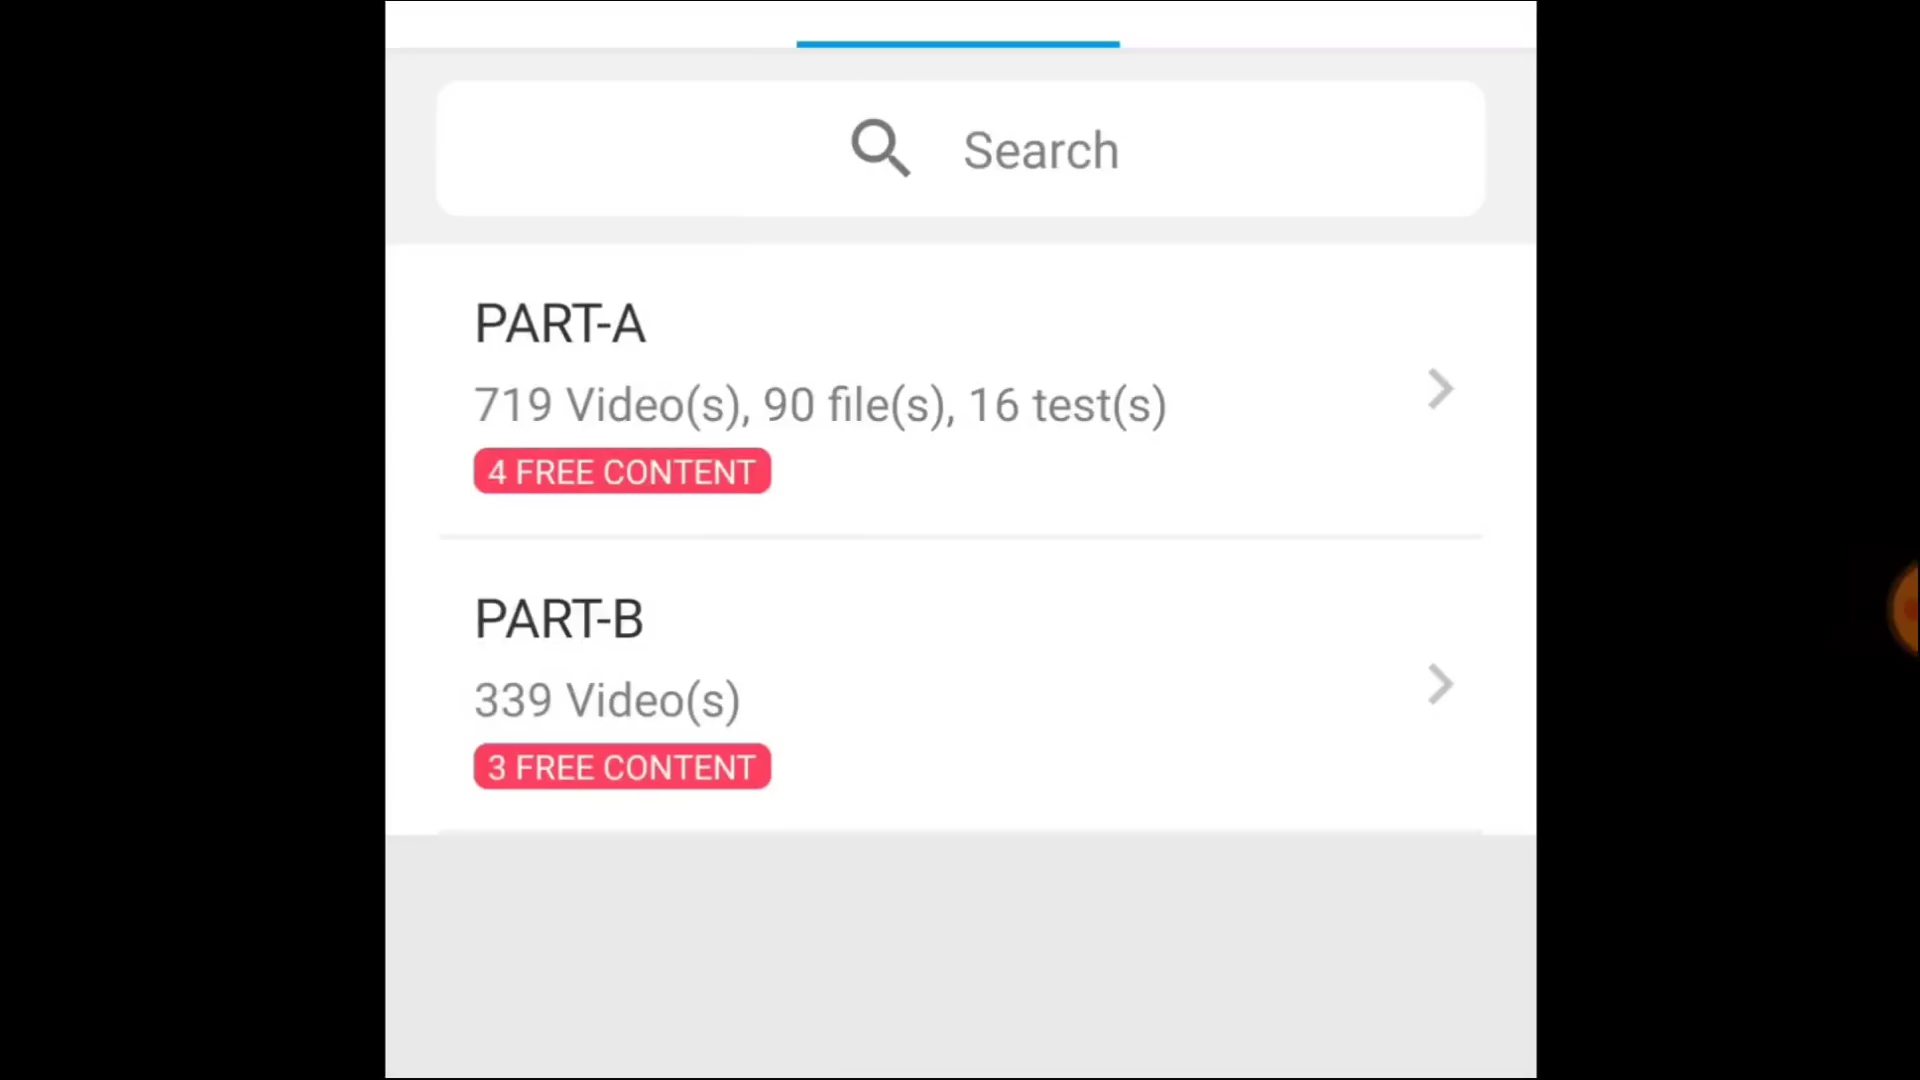 Search
PART-A
719 Video(s), 90 file(s), 16 test(s)
4 FREE CONTENT
PART-B
339 Video(s)
3 FREE CONTENT